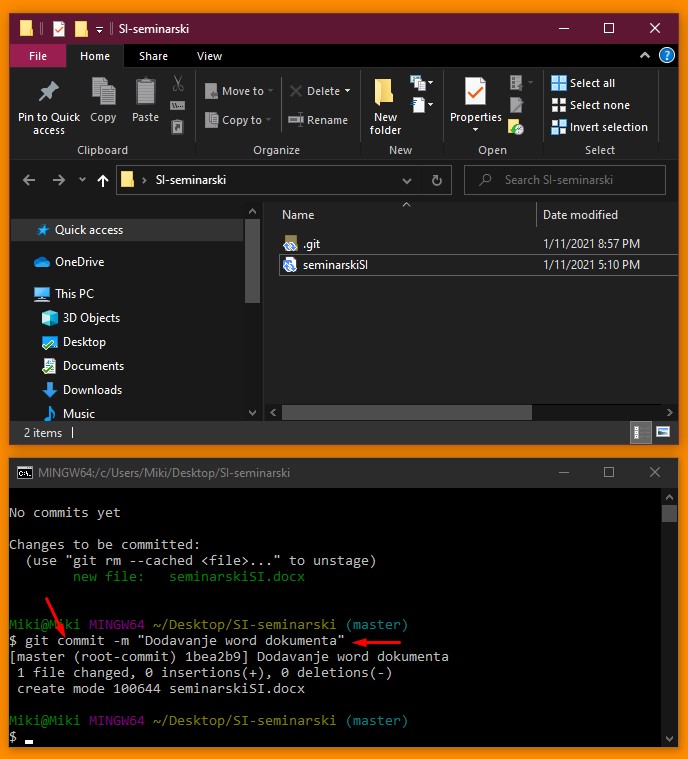 SI-seminarski
File Home Share View
Pin to Quick access
Copy
Paste
Move to
Copy to
Delete
Rename
New folder
Properties
Select all
Select none
Invert selection
Clipboard Organize New Open Select
SI-seminarski
Search SI-seminarski
Name Date modified
Quick access
OneDrive
This PC
3D Objects
Desktop
Documents
Downloads
Music
.git 1/11/2021 8:57 PM
seminarskiSI 1/11/2021 5:10 PM
2 items
MINGW64:/c/Users/Miki/Desktop/SI-seminarski
No commits yet
Changes to be committed:
(use "git rm --cached <file>..." to unstage)
new file: seminarskiSI.docx
Miki@Miki MINGW64 ~/Desktop/SI-seminarski (master)
$ git commit -m "Dodavanje word dokumenta"
[master (root-commit) 1bea2b9] Dodavanje word dokumenta
1 file changed, 0 insertions(+), 0 deletions(-)
create mode 100644 seminarskiSI.docx
Miki@Miki MINGW64 ~/Desktop/SI-seminarski (master)
$